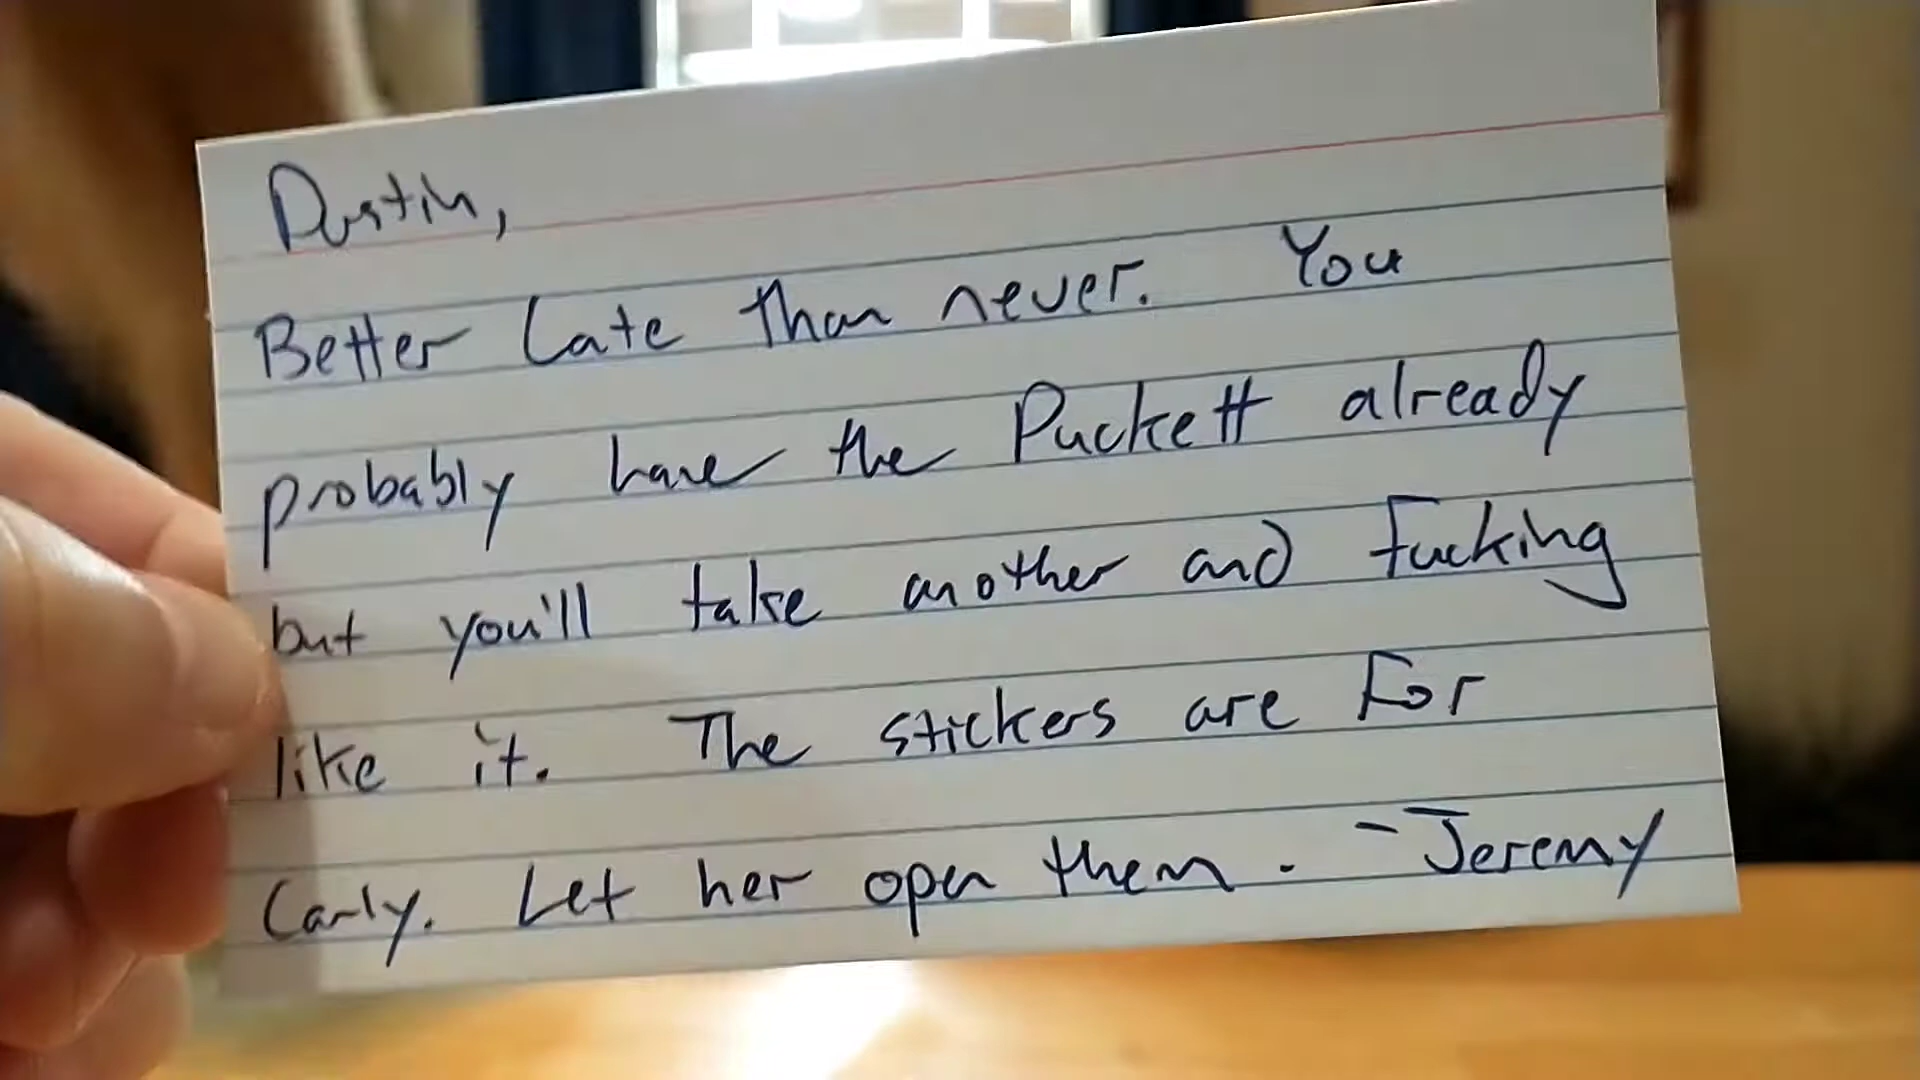 Dustin,
Better late than never. You
probably have the Puckett already
but you'll take another and fucking
like it. The stickers are for
Carly. Let her open them. - Jeremy